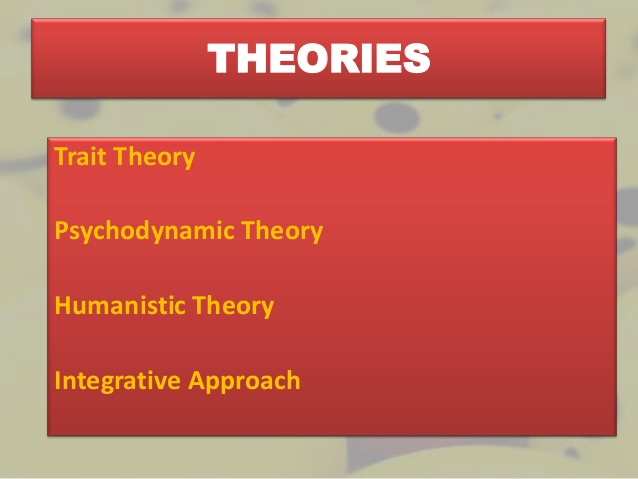 THEORIES
Trait Theory
Psychodynamic Theory
Humanistic Theory
Integrative Approach